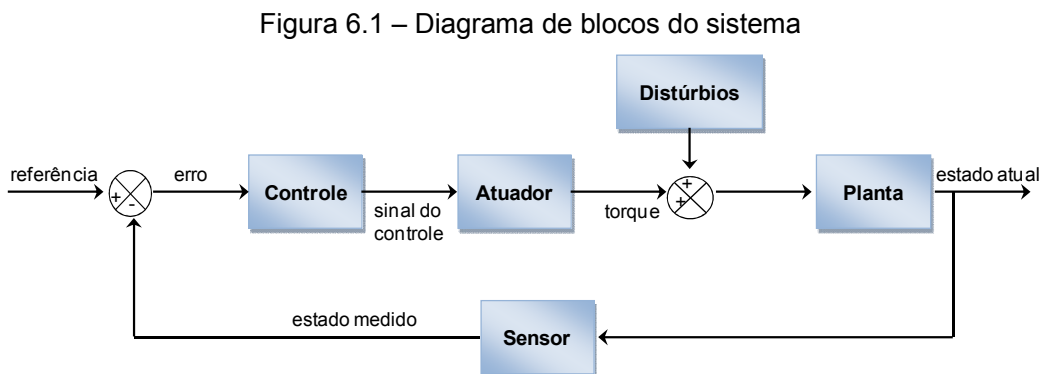 Figura 6.1 – Diagrama de blocos do sistema
Distúrbios
referência
+
-
erro
Controle
sinal do
controle
Atuador
torque
+
+
Planta
estado atual
estado medido
Sensor